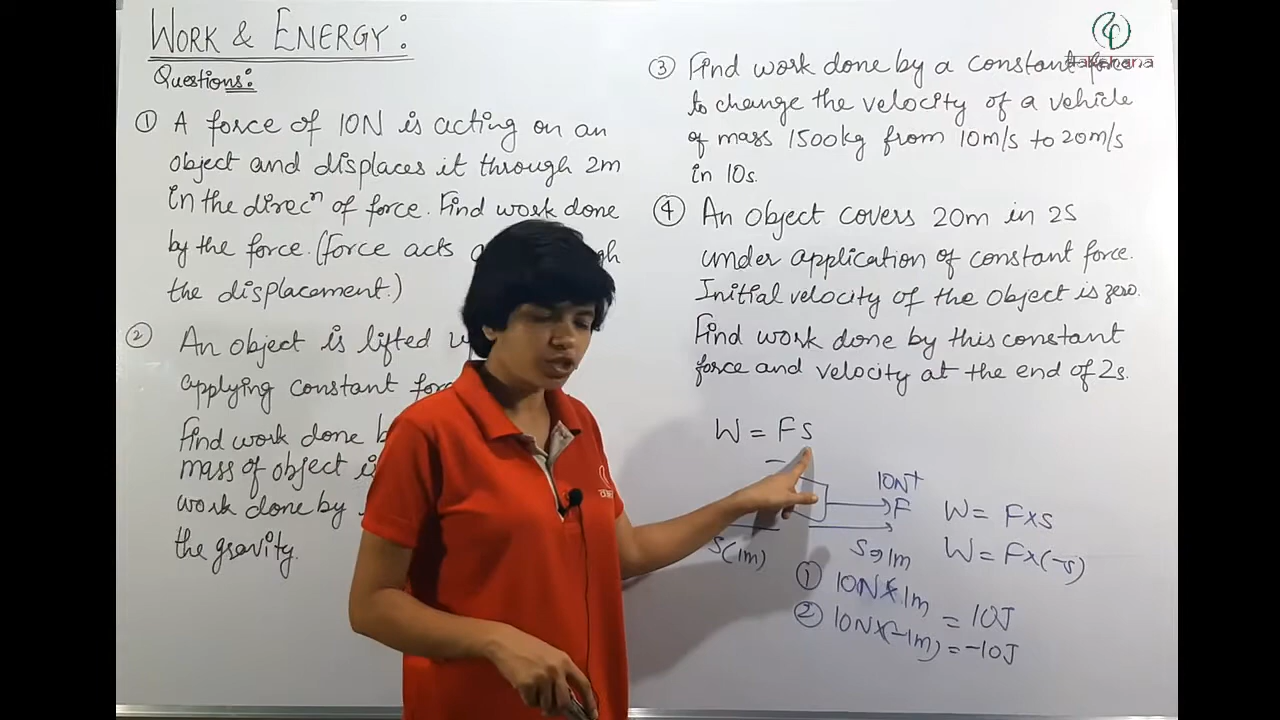 WORK & ENERGY:
Questions:
① A force of 10N is acting on an
object and displaces it through 2m
in the direcⁿ of force. Find work done
by the force. (Force acts
the displacement.)
② An object is lifted
applying constant
Find work done
mass of object
work done by
the gravity.
dakshana
③ Find work done by a constant force
to change the velocity of a vehicle
of mass 1500kg from 10m/s to 20m/s
in 10s.
④ An object covers 20m in 2s
under application of constant force.
Initial velocity of the object is zero.
Find work done by this constant
force and velocity at the end of 2s.
W = Fs
10N+
F
S(1m)
S→1m
W = F×s
W = F×(-s)
① 10N×1m = 10J
② 10N×(-1m) = -10J